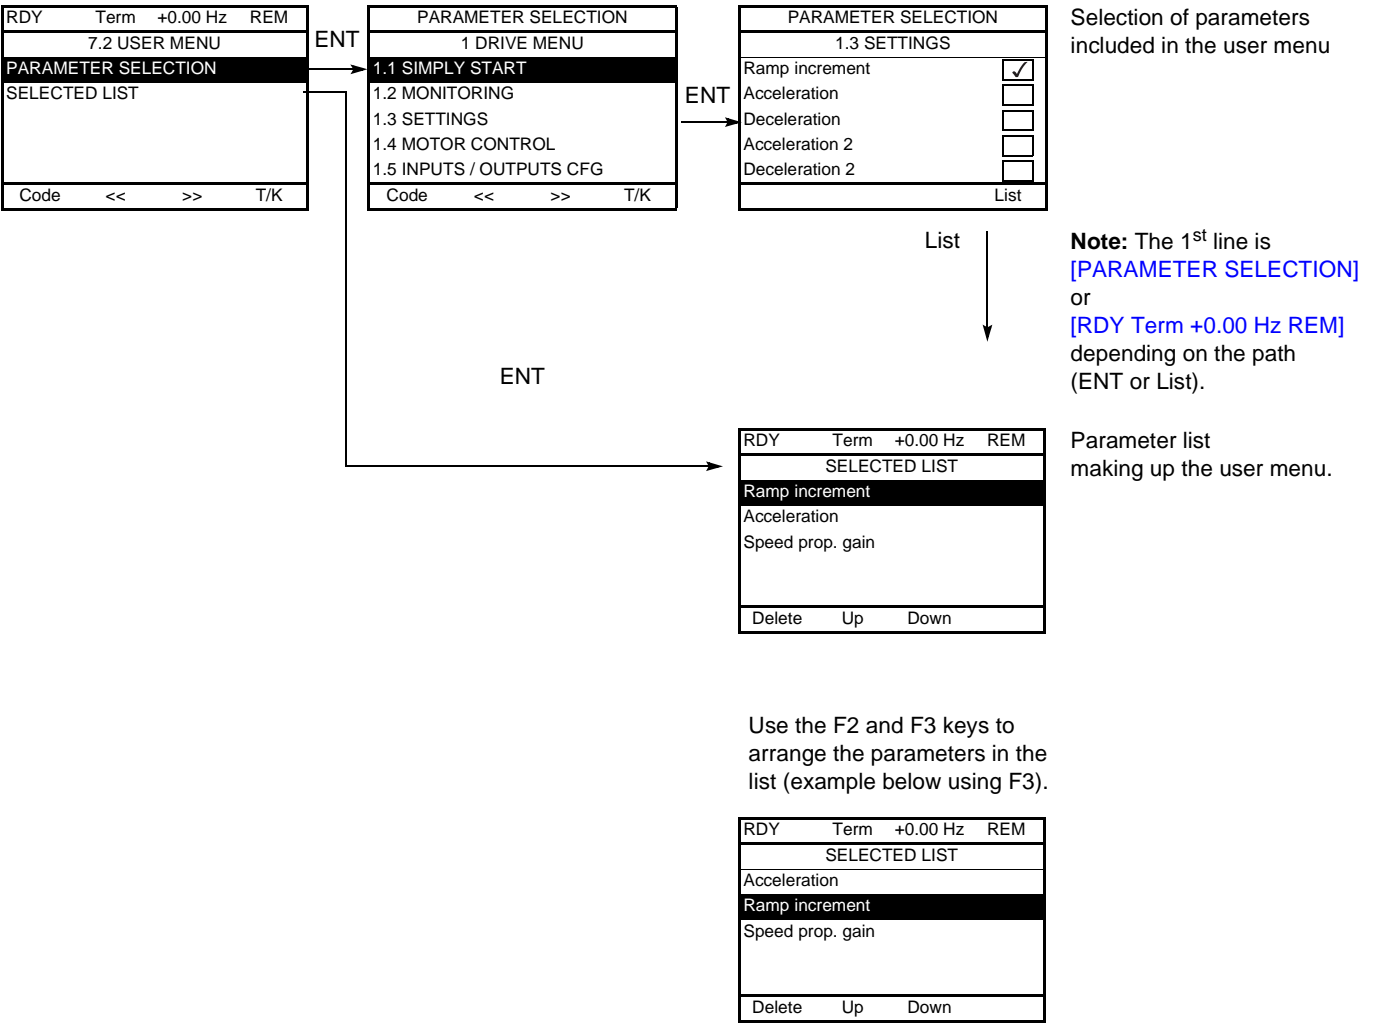 RDY Term +0.00 Hz REM
7.2 USER MENU
PARAMETER SELECTION
SELECTED LIST
Code << >> T/K
ENT
PARAMETER SELECTION
1 DRIVE MENU
1.1 SIMPLY START
1.2 MONITORING
1.3 SETTINGS
1.4 MOTOR CONTROL
1.5 INPUTS / OUTPUTS CFG
Code << >> T/K
ENT
PARAMETER SELECTION
1.3 SETTINGS
Ramp increment ✓
Acceleration
Deceleration
Acceleration 2
Deceleration 2
List
Selection of parameters
included in the user menu
List
Note: The 1st line is
[PARAMETER SELECTION]
or
[RDY Term +0.00 Hz REM]
depending on the path
(ENT or List).
ENT
RDY Term +0.00 Hz REM
SELECTED LIST
Ramp increment
Acceleration
Speed prop. gain
Delete Up Down
Parameter list
making up the user menu.
Use the F2 and F3 keys to
arrange the parameters in the
list (example below using F3).
RDY Term +0.00 Hz REM
SELECTED LIST
Acceleration
Ramp increment
Speed prop. gain
Delete Up Down